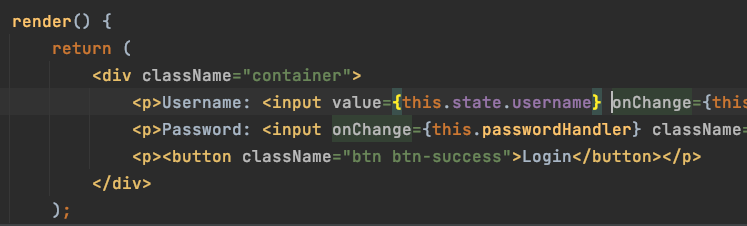 render() {
return (
<div className="container">
<p>Username: <input value={this.state.username} onChange={this
<p>Password: <input onChange={this.passwordHandler} className=
<p><button className="btn btn-success">Login</button></p>
</div>
);